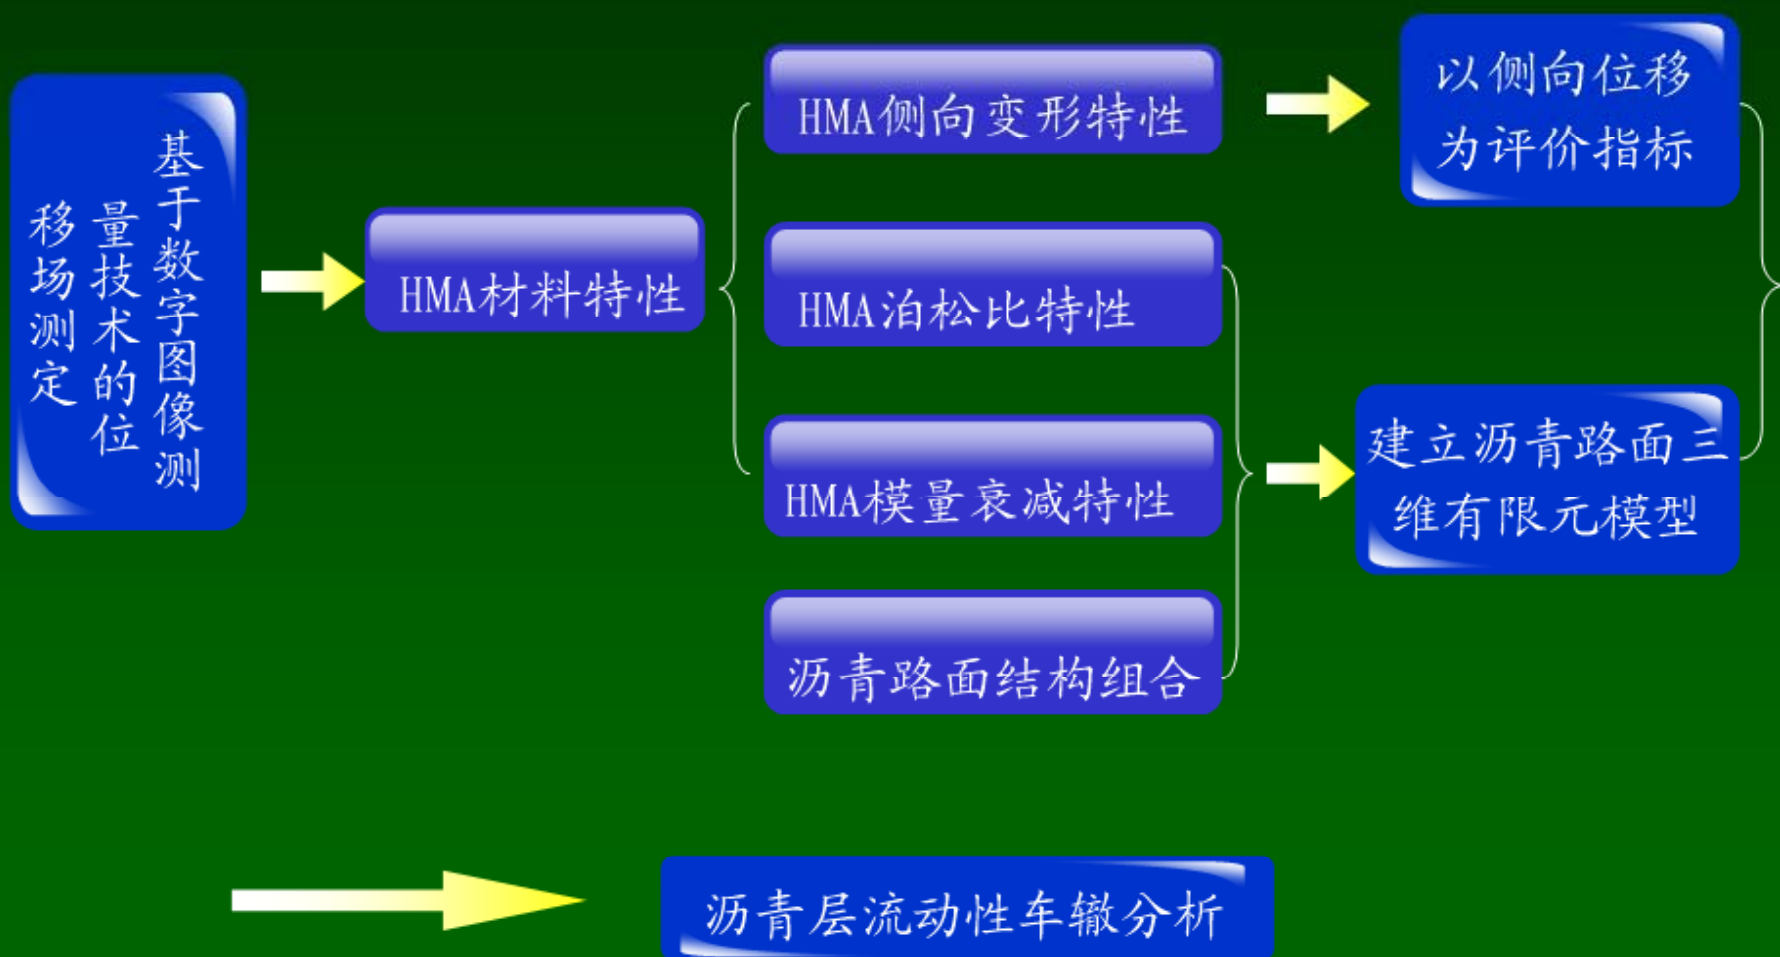 基于数字图像测
量技术的位
移场测定
HMA材料特性
HMA侧向变形特性
HMA泊松比特性
HMA模量衰减特性
沥青路面结构组合
以侧向位移
为评价指标
建立沥青路面三
维有限元模型
沥青层流动性车辙分析